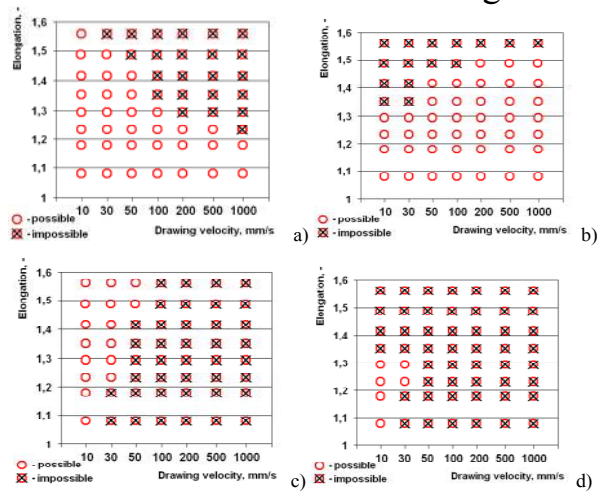 1,6
1,5
1,4
1,3
1,2
1,1
1
Elongation, -
10 30 50 100 200 500 1000
Drawing velocity, mm/s
- possible
- impossible
a)
1,6
1,5
1,4
1,3
1,2
1,1
1
Elongation, -
10 30 50 100 200 500 1000
Drawing velocity, mm/s
- possible
- impossible
b)
1,6
1,5
1,4
1,3
1,2
1,1
1
Elongation, -
10 30 50 100 200 500 1000
Drawing velocity, mm/s
- possible
- impossible
c)
1,6
1,5
1,4
1,3
1,2
1,1
1
Elongation, -
10 30 50 100 200 500 1000
Drawing velocity, mm/s
- possible
- impossible
d)